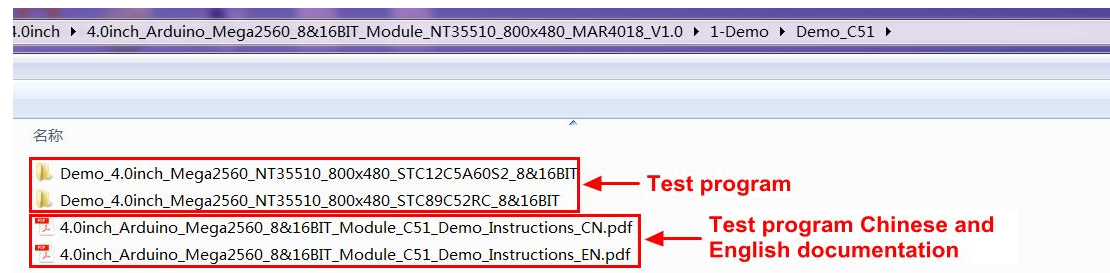 4.0inch ▸ 4.0inch_Arduino_Mega2560_8&16BIT_Module_NT35510_800x480_MAR4018_V1.0 ▸ 1-Demo ▸ Demo_C51 ▸
名称
Demo_4.0inch_Mega2560_NT35510_800x480_STC12C5A60S2_8&16BIT
Test program
Demo_4.0inch_Mega2560_NT35510_800x480_STC89C52RC_8&16BIT
4.0inch_Arduino_Mega2560_8&16BIT_Module_C51_Demo_Instructions_CN.pdf
4.0inch_Arduino_Mega2560_8&16BIT_Module_C51_Demo_Instructions_EN.pdf
Test program Chinese and
English documentation